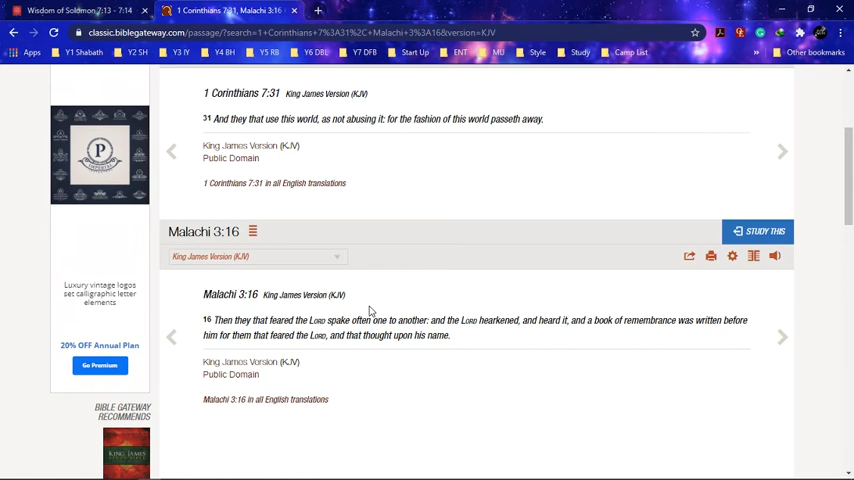 Wisdom of Solomon 7:13 - 7:14
1 Corinthians 7:31, Malachi 3:16
classic.biblegateway.com/passage/?search=1+Corinthians+7%3A31%2C+Malachi+3%3A16&version=KJV
Apps
Y1 Shabath
Y2 SH
Y3 IY
Y4 BH
Y5 RB
Y6 DBL
Y7 DFB
Start Up
ENT
MU
Style
Study
Camp List
»
Other bookmarks
1 Corinthians 7:31 King James Version (KJV)
31 And they that use this world, as not abusing it: for the fashion of this world passeth away.
King James Version (KJV)
Public Domain
1 Corinthians 7:31 in all English translations
P
IMPERIAL
Luxury vintage logos
set calligraphic letter
elements
20% OFF Annual Plan
Go Premium
BIBLE GATEWAY
RECOMMENDS
KING JAMES
Malachi 3:16
STUDY THIS
King James Version (KJV)
Malachi 3:16 King James Version (KJV)
16 Then they that feared the LORD spake often one to another: and the LORD hearkened, and heard it, and a book of remembrance was written before
him for them that feared the LORD, and that thought upon his name.
King James Version (KJV)
Public Domain
Malachi 3:16 in all English translations